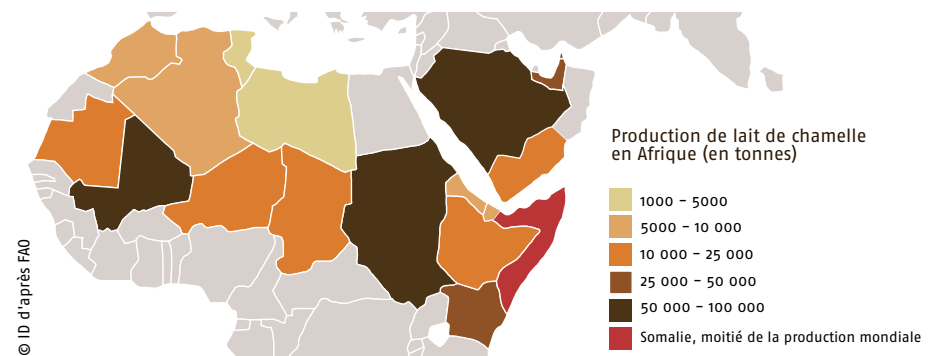 Production de lait de chamelle
en Afrique (en tonnes)
1000 - 5000
5000 - 10 000
10 000 - 25 000
25 000 - 50 000
50 000 - 100 000
Somalie, moitié de la production mondiale
© ID d'après FAO